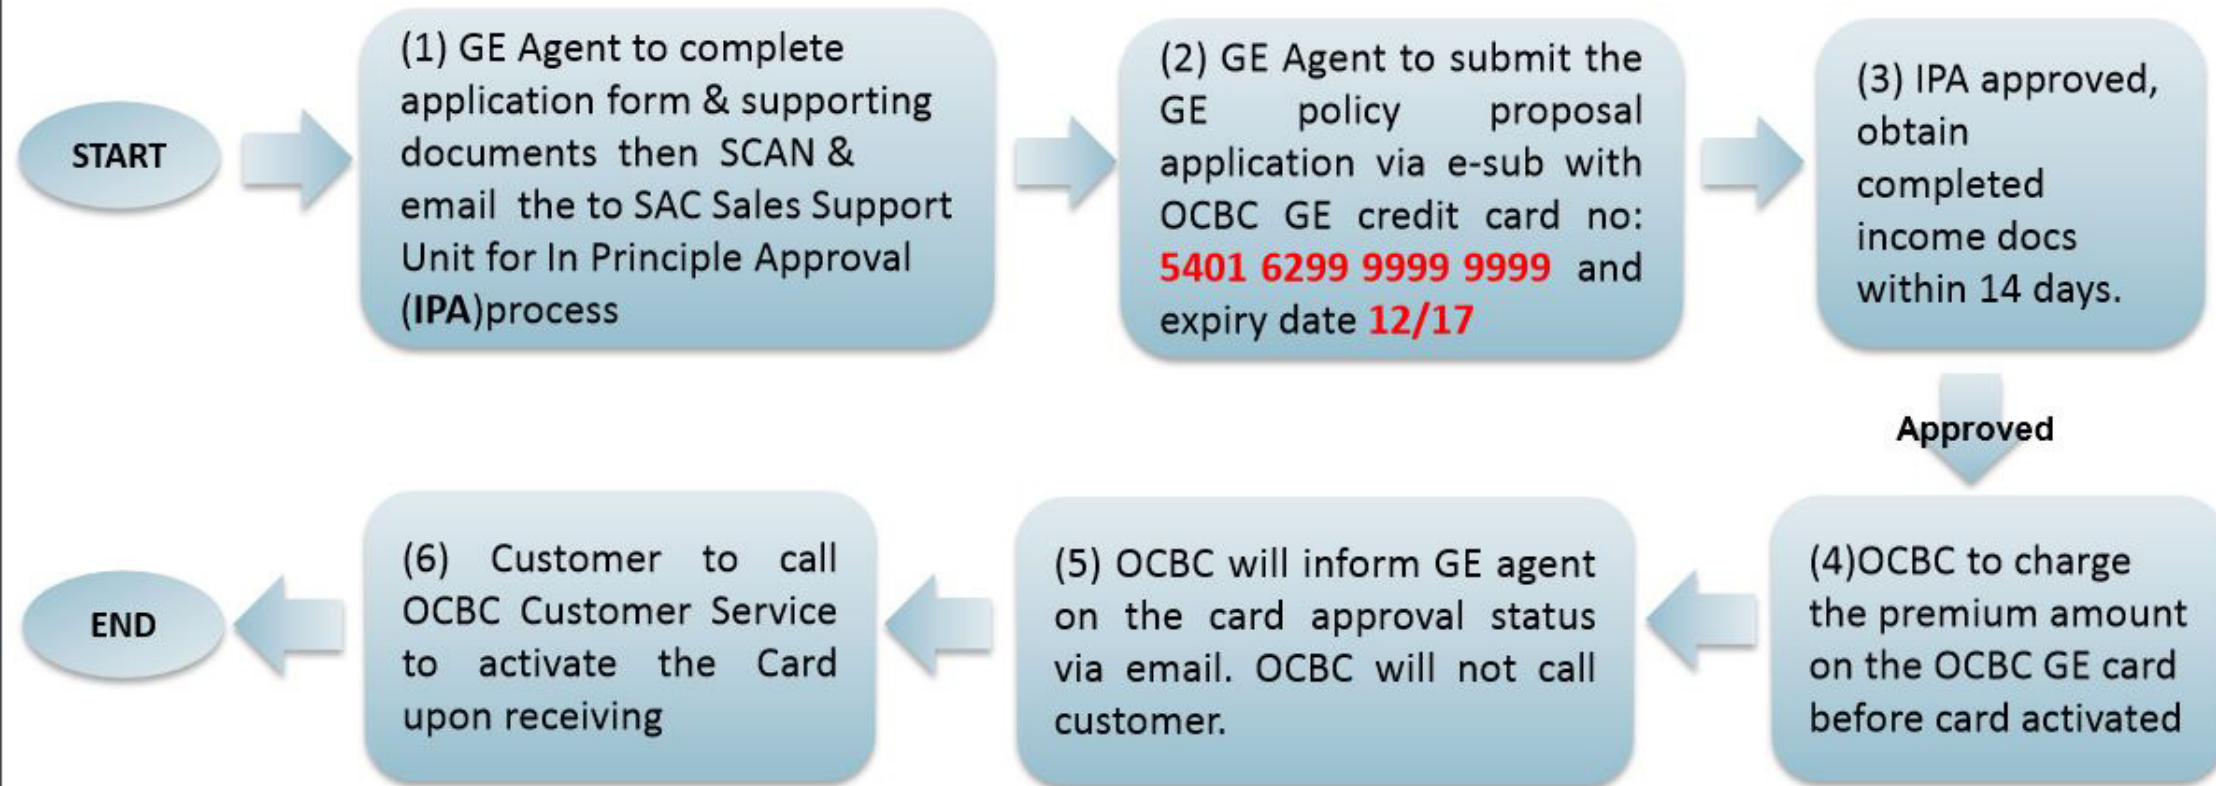 START
(1) GE Agent to complete
application form & supporting
documents then SCAN &
email the to SAC Sales Support
Unit for In Principle Approval
(IPA)process
(2) GE Agent to submit the
GE policy proposal
application via e-sub with
OCBC GE credit card no:
5401 6299 9999 9999 and
expiry date 12/17
(3) IPA approved,
obtain
completed
income docs
within 14 days.
Approved
(4)OCBC to charge
the premium amount
on the OCBC GE card
before card activated
(5) OCBC will inform GE agent
on the card approval status
via email. OCBC will not call
customer.
(6) Customer to call
OCBC Customer Service
to activate the Card
upon receiving
END